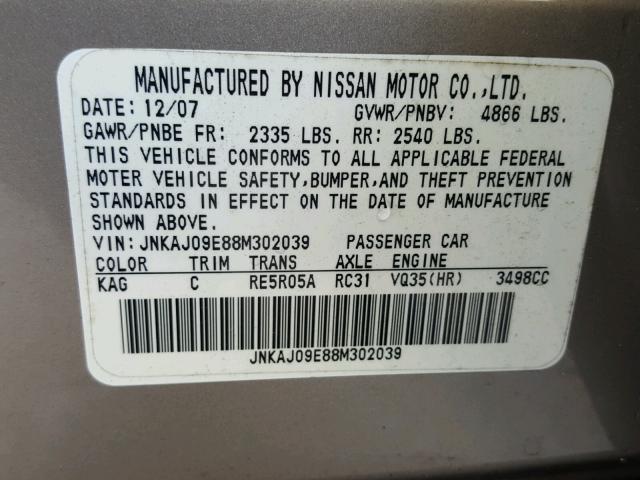 MANUFACTURED BY NISSAN MOTOR CO.,LTD.
DATE: 12/07 GVWR/PNBV: 4866 LBS.
GAWR/PNBE FR: 2335 LBS. RR: 2540 LBS.
THIS VEHICLE CONFORMS TO ALL APPLICABLE FEDERAL
MOTER VEHICLE SAFETY,BUMPER,AND THEFT PREVENTION
STANDARDS IN EFFECT ON THE DATE OF MANUFACTURE
SHOWN ABOVE.
VIN: JNKAJ09E88M302039 PASSENGER CAR
COLOR TRIM TRANS AXLE ENGINE
KAG C RE5R05A RC31 VQ35(HR) 3498CC
JNKAJ09E88M302039